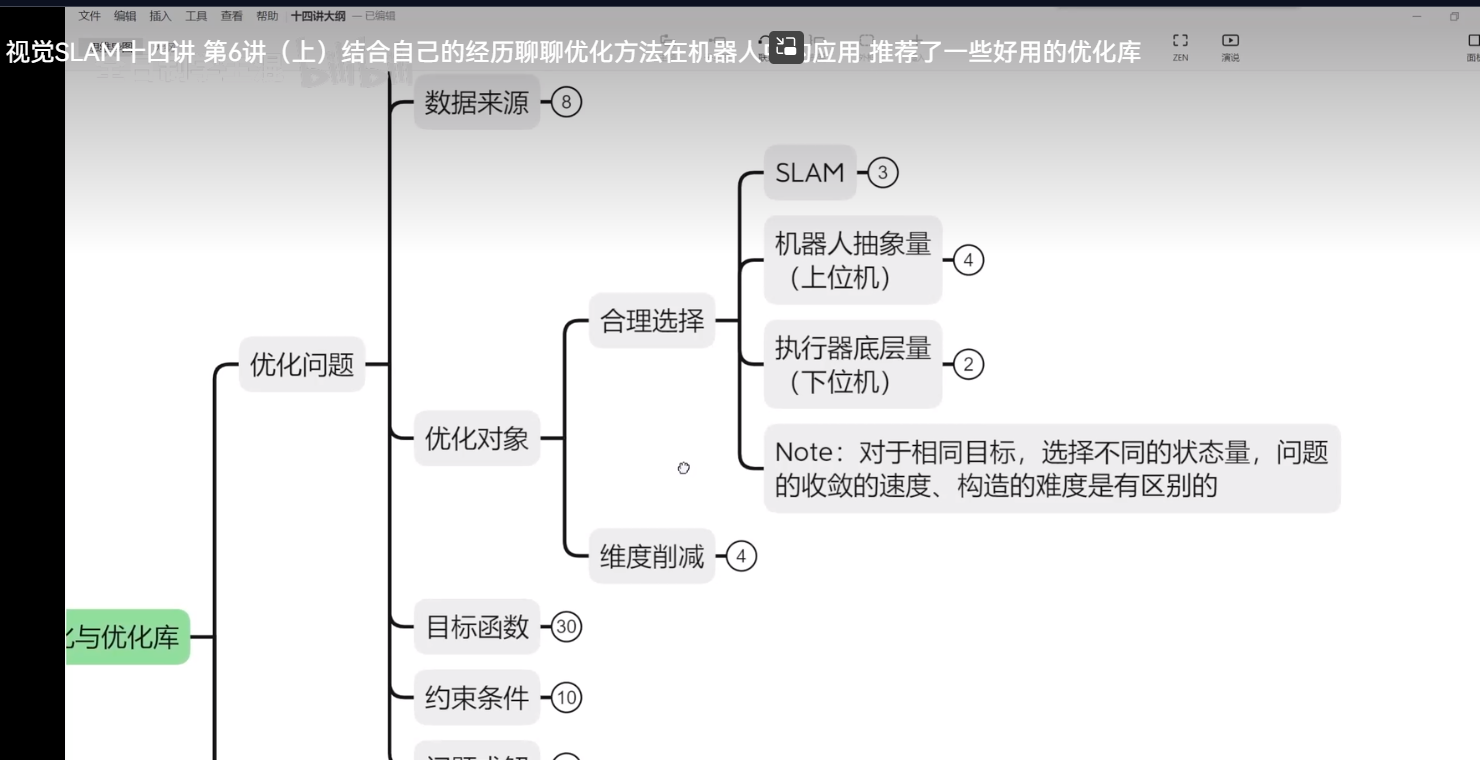 文件 编辑 插入 工具 查看 帮助 十四讲大纲 — 已编辑
视觉SLAM十四讲 第6讲（上）结合自己的经历聊聊优化方法在机器人中的应用 推荐了一些好用的优化库
ZEN 演说
数据来源 8
SLAM 3
机器人抽象量
（上位机） 4
合理选择
执行器底层量
（下位机） 2
优化问题
优化对象
Note：对于相同目标，选择不同的状态量，问题
的收敛的速度、构造的难度是有区别的
维度削减 4
目标函数 30
与优化库
约束条件 10